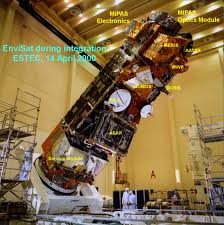 MIPAS
Electronics
MIPAS
Optics Module
EnviSat during integration
ESTEC, 14 April 2000
MERIS
AATSR
MWR
GOMOS
DORIS
ASAR
A
Service Module